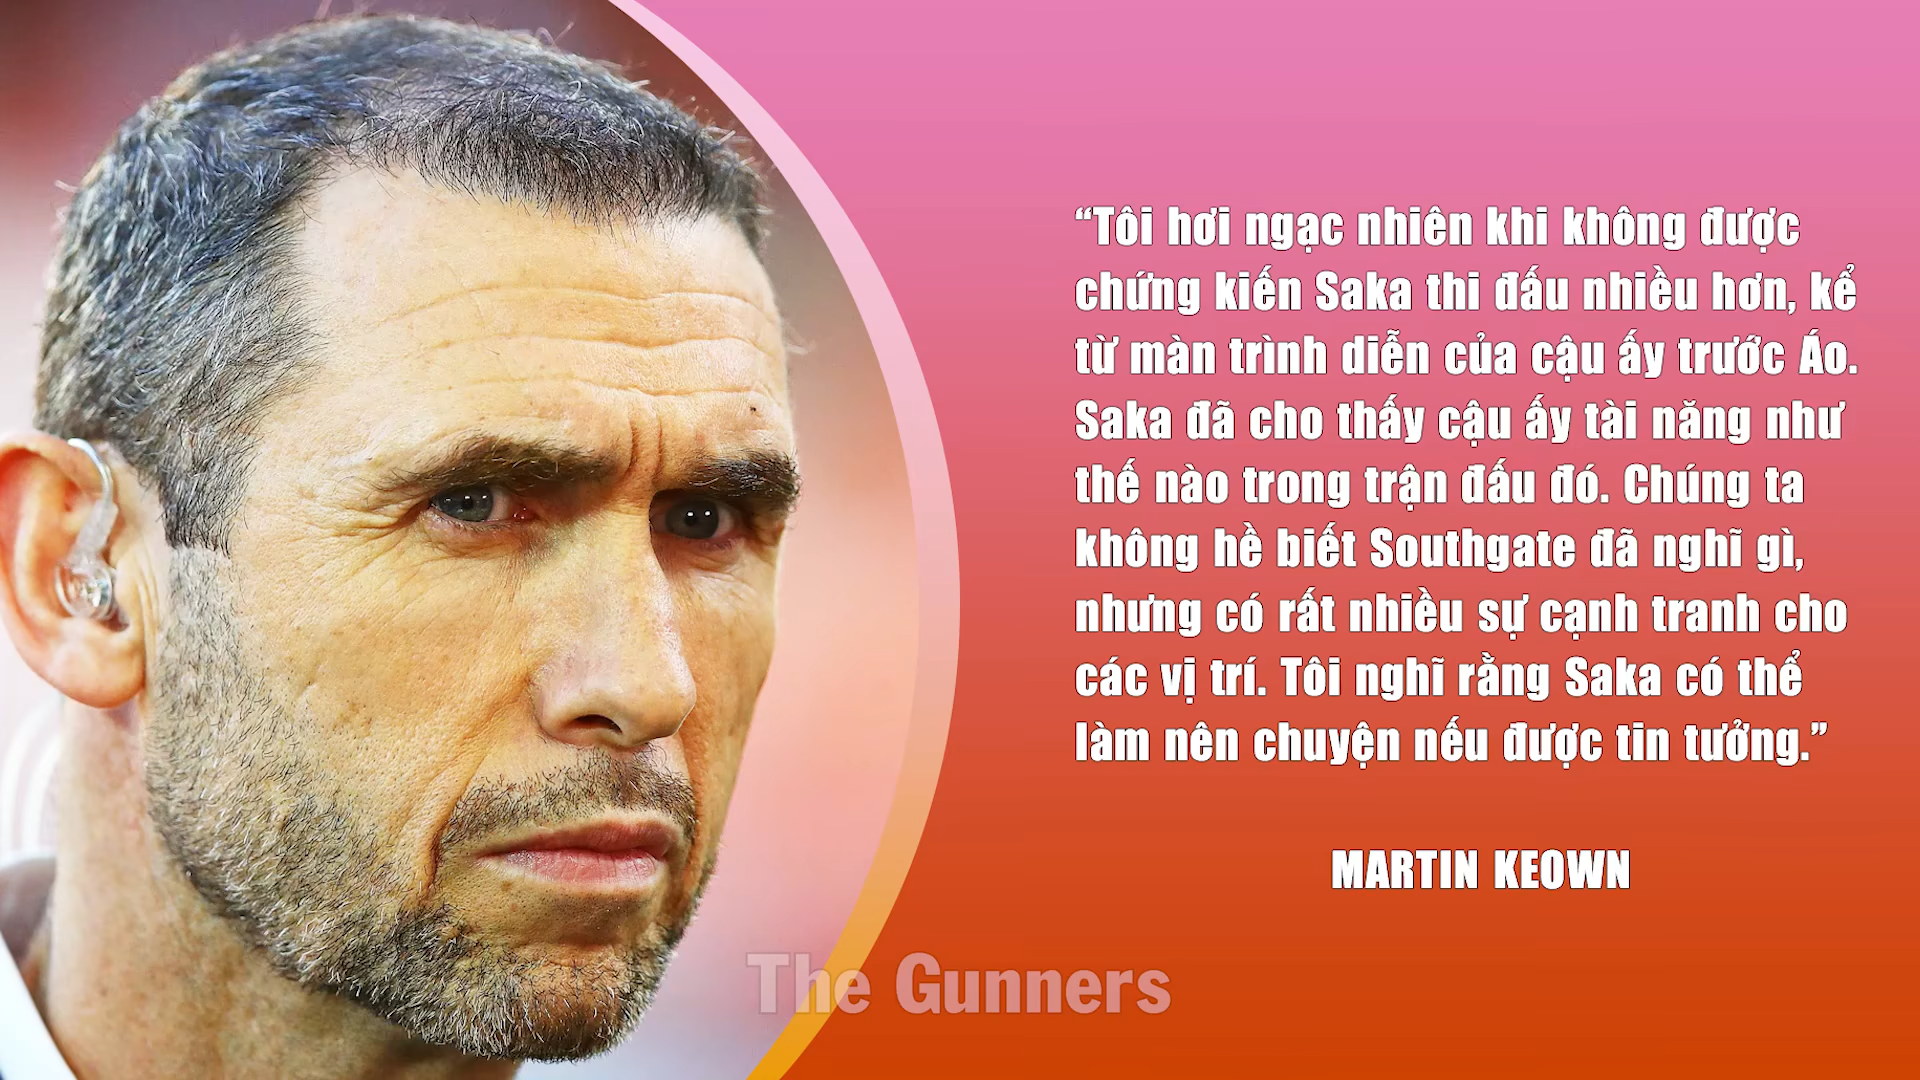 “Tôi hơi ngạc nhiên khi không được
chứng kiến Saka thi đấu nhiều hơn, kể
từ màn trình diễn của cậu ấy trước Áo.
Saka đã cho thấy cậu ấy tài năng như
thế nào trong trận đấu đó. Chúng ta
không hề biết Southgate đã nghĩ gì,
nhưng có rất nhiều sự cạnh tranh cho
các vị trí. Tôi nghĩ rằng Saka có thể
làm nên chuyện nếu được tin tưởng.”
MARTIN KEOWN
The Gunners